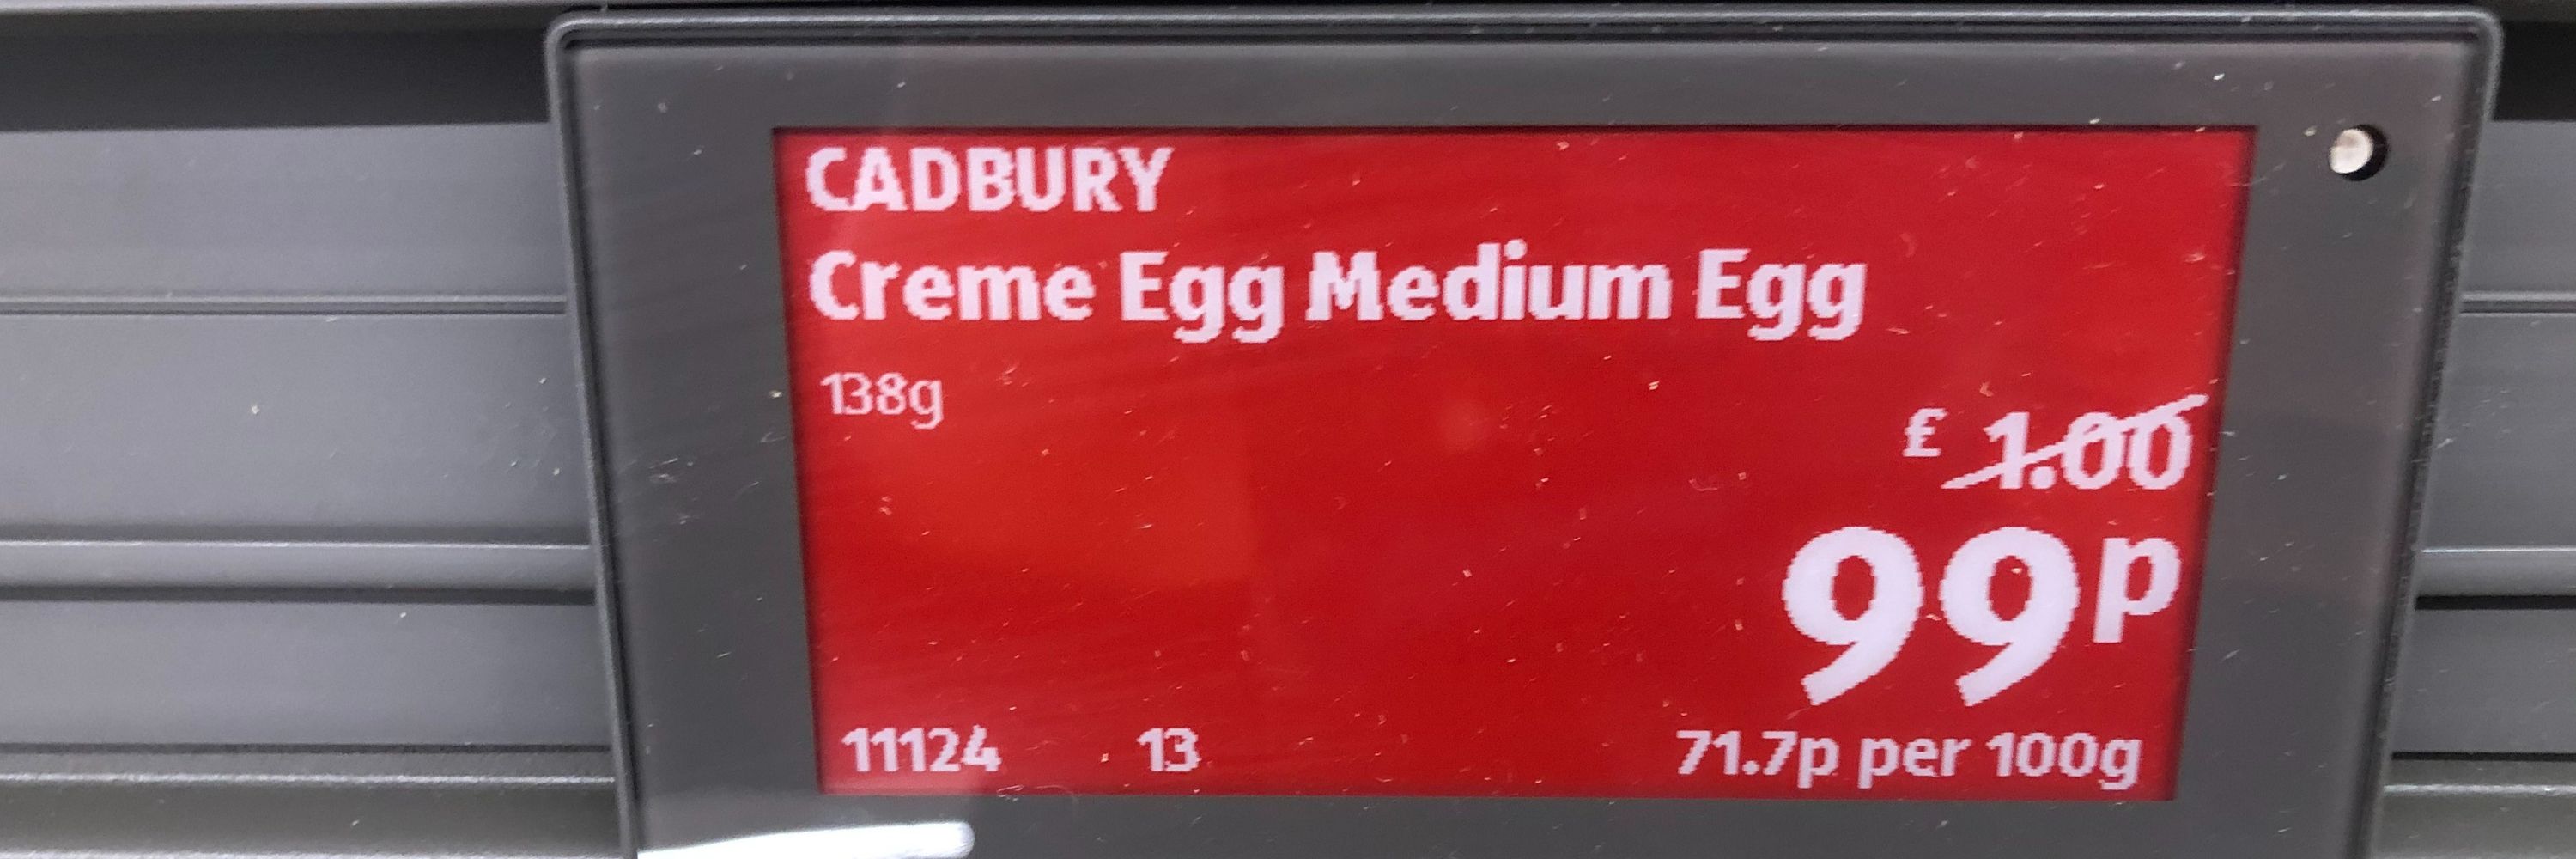 CADBURY
Creme Egg Medium Egg
138g
£ 1.00
99p
11124 13 71.7p per 100g